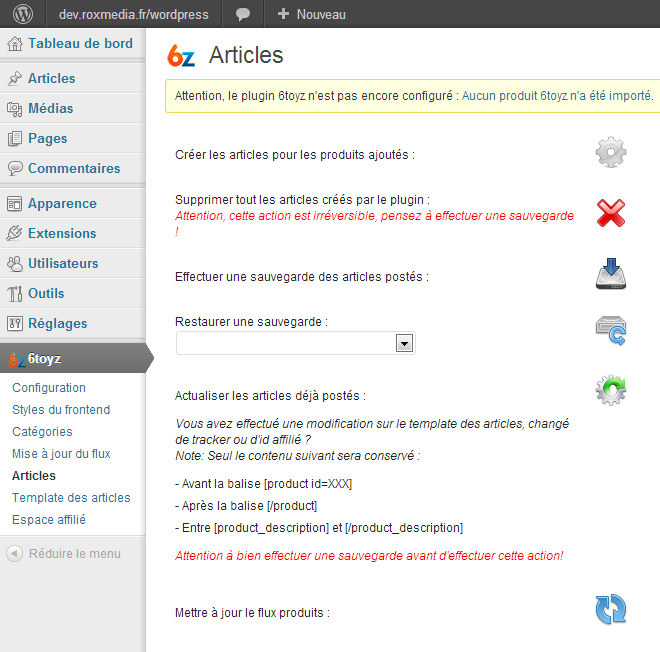 dev.roxmedia.fr/wordpress
Nouveau
Tableau de bord
Articles
Médias
Pages
Commentaires
Apparence
Extensions
Utilisateurs
Outils
Réglages
6z 6toyz
Configuration
Styles du frontend
Catégories
Mise à jour du flux
Articles
Template des articles
Espace affilié
Réduire le menu
6z Articles
Attention, le plugin 6toyz n'est pas encore configuré : Aucun produit 6toyz n'a été importé.
Créer les articles pour les produits ajoutés :
Supprimer tout les articles créés par le plugin :
Attention, cette action est irréversible, pensez à effectuer une sauvegarde
!
Effectuer une sauvegarde des articles postés :
Restaurer une sauvegarde :
Actualiser les articles déjà postés :
Vous avez effectué une modification sur le template des articles, changé
de tracker ou d'id affilié ?
Note: Seul le contenu suivant sera conservé :
- Avant la balise [product id=XXX]
- Après la balise [/product]
- Entre [product_description] et [/product_description]
Attention à bien effectuer une sauvegarde avant d'effectuer cette action!
Mettre à jour le flux produits :